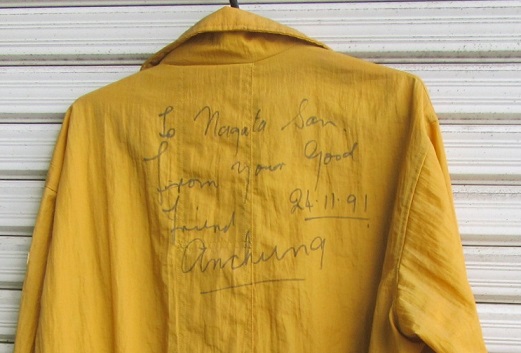 To Nagata San
From your Good
Friend 24.11.91
Anchung